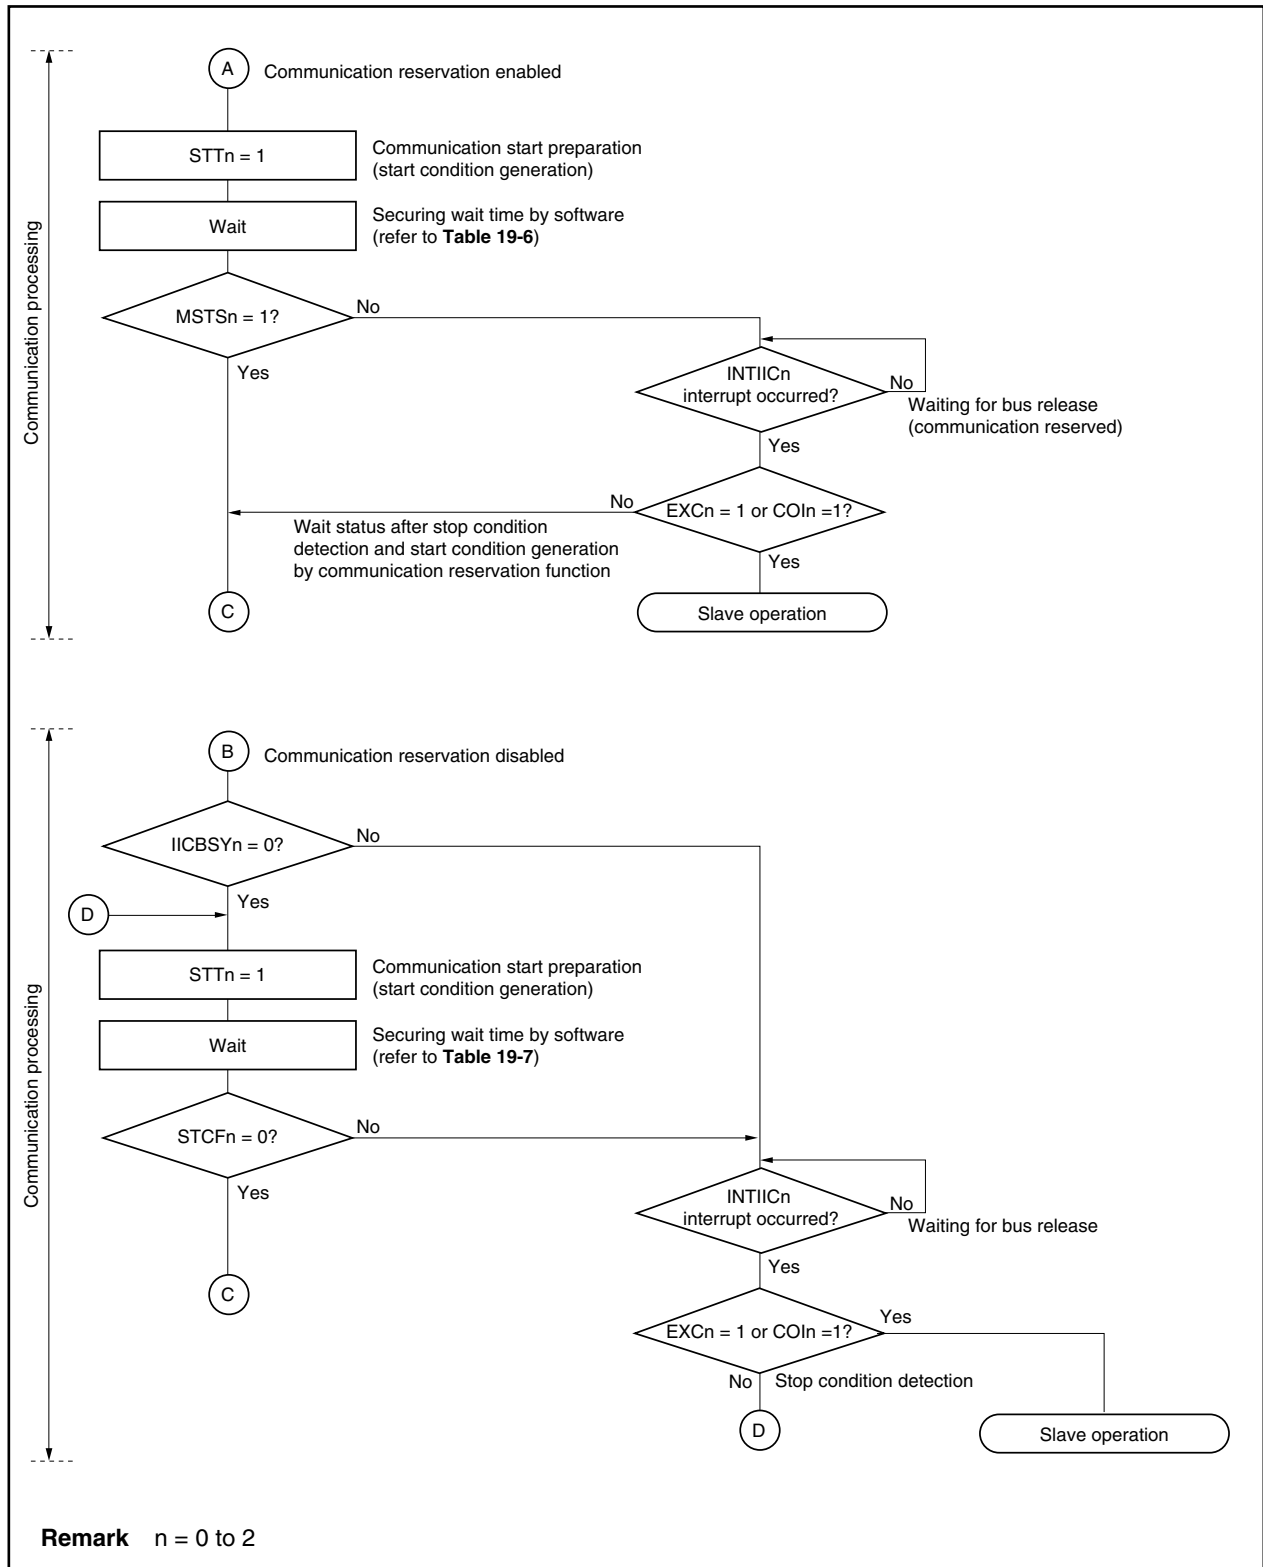 A
Communication reservation enabled
STTn = 1
Communication start preparation
(start condition generation)
Wait
Securing wait time by software
(refer to Table 19-6)
Communication processing
MSTSn = 1?
No
Yes
INTIICn
interrupt occurred?
No
Waiting for bus release
(communication reserved)
Yes
No
EXCn = 1 or COIn =1?
Wait status after stop condition
detection and start condition generation
by communication reservation function
Yes
C
Slave operation
B
Communication reservation disabled
IICBSYn = 0?
No
Yes
D
STTn = 1
Communication start preparation
(start condition generation)
Wait
Securing wait time by software
(refer to Table 19-7)
Communication processing
STCFn = 0?
No
Yes
INTIICn
interrupt occurred?
No
Waiting for bus release
Yes
C
EXCn = 1 or COIn =1?
Yes
No
Stop condition detection
D
Slave operation
Remark n = 0 to 2